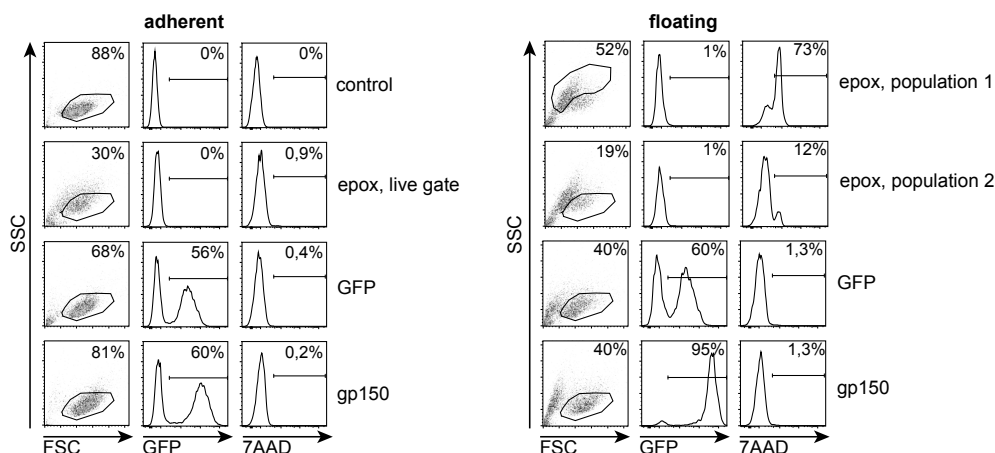 adherent
88%
0%
0%
control
30%
0%
0,9%
epox, live gate
68%
56%
0,4%
GFP
81%
60%
0,2%
gp150
SSC
FSC
GFP
7AAD
floating
52%
1%
73%
epox, population 1
19%
1%
12%
epox, population 2
40%
60%
1,3%
GFP
40%
95%
1,3%
gp150
SSC
FSC
GFP
7AAD